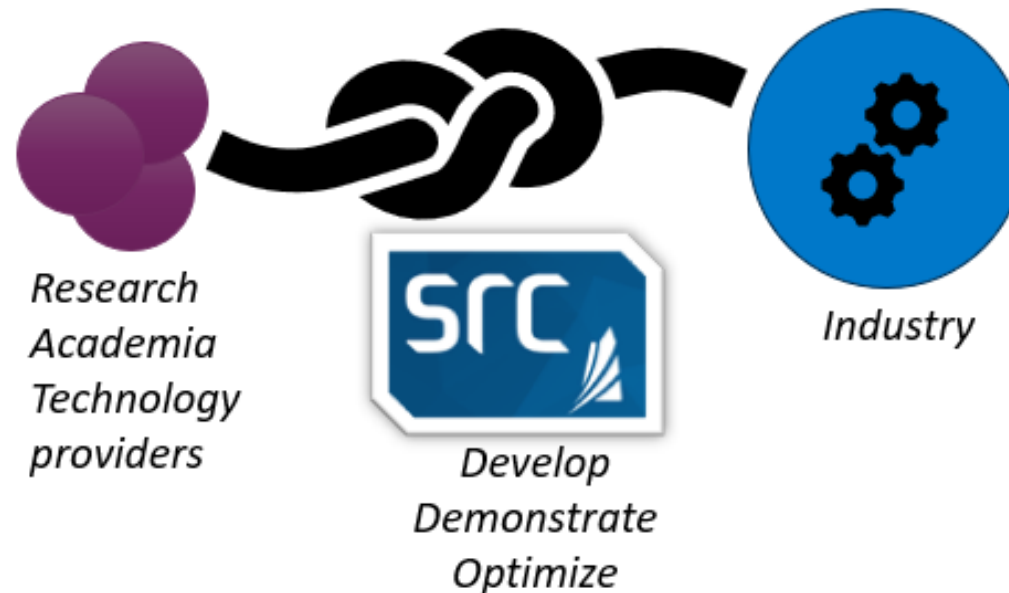 Research
Academia
Technology
providers
src
Develop
Demonstrate
Optimize
Industry